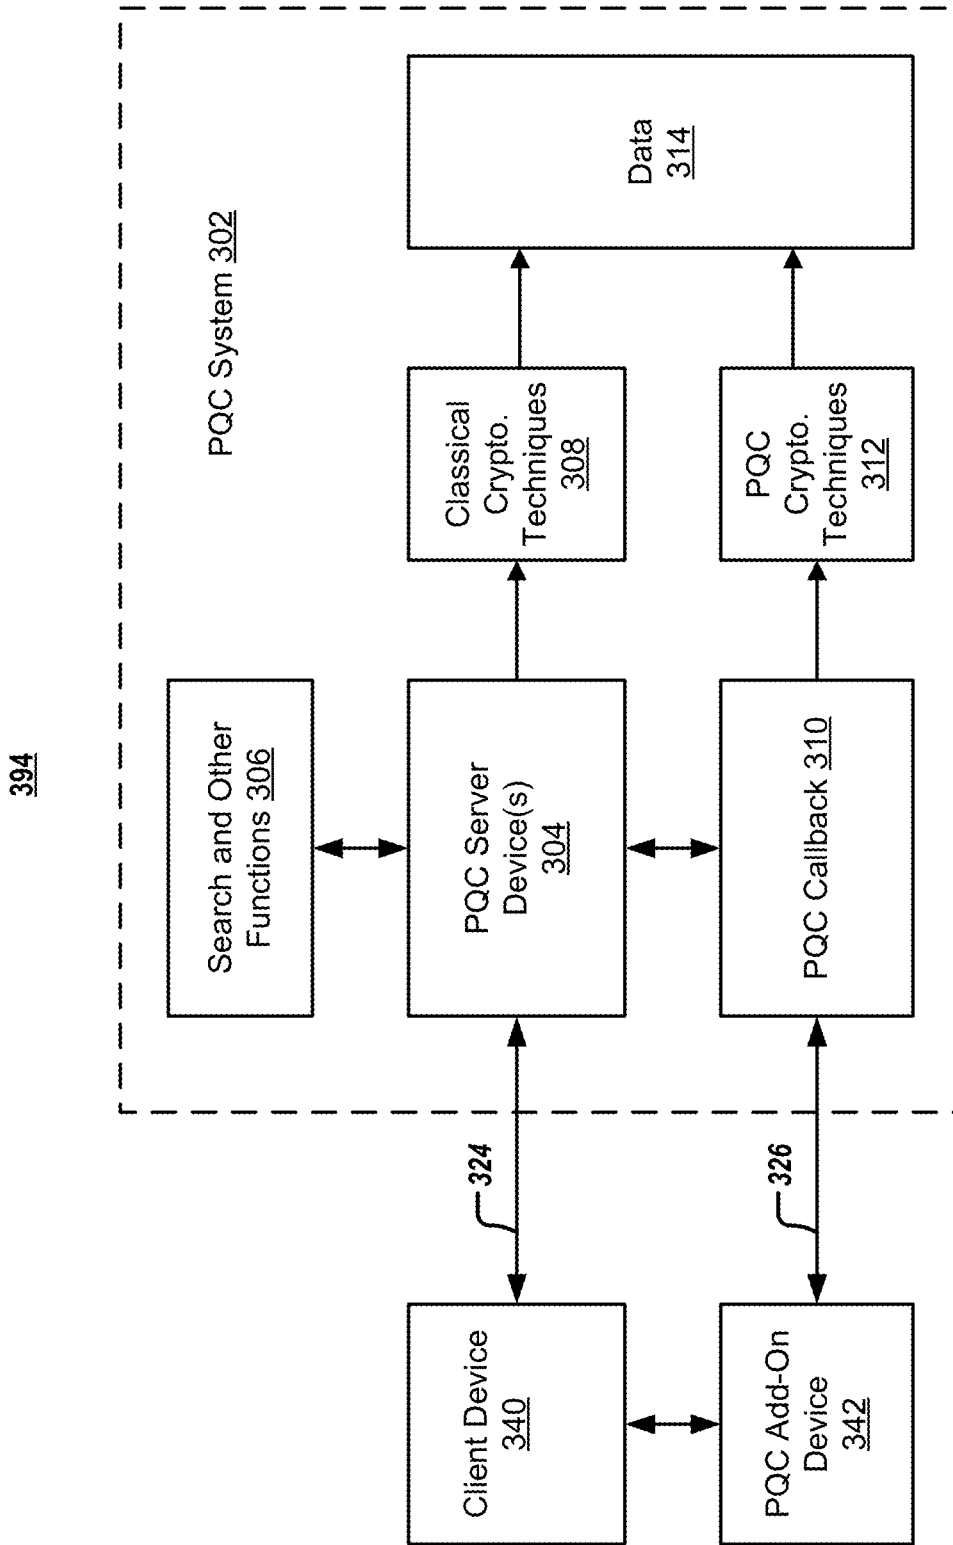 394
PQC System 302
Search and Other
Functions 306
Client Device
340
324
PQC Server
Device(s)
304
Classical
Crypto.
Techniques
308
Data
314
PQC Add-On
Device
342
326
PQC Callback 310
PQC
Crypto.
Techniques
312